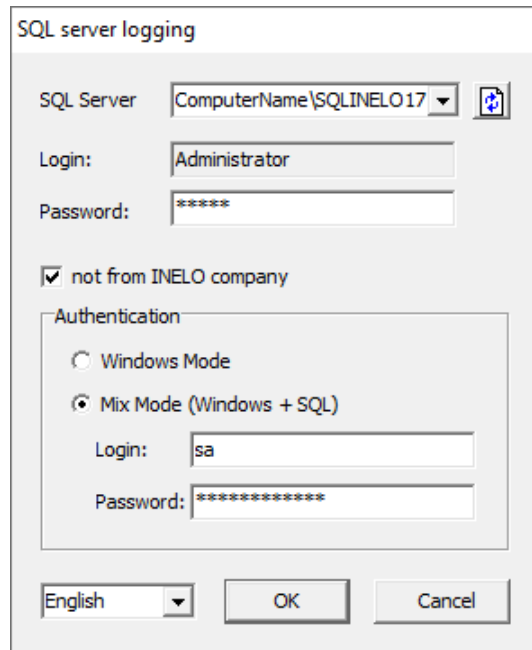 SQL server logging
SQL Server ComputerName\SQLINELO17
Login: Administrator
Password: *****
not from INELO company
Authentication
Windows Mode
Mix Mode (Windows + SQL)
Login: sa
Password: ************
English OK Cancel